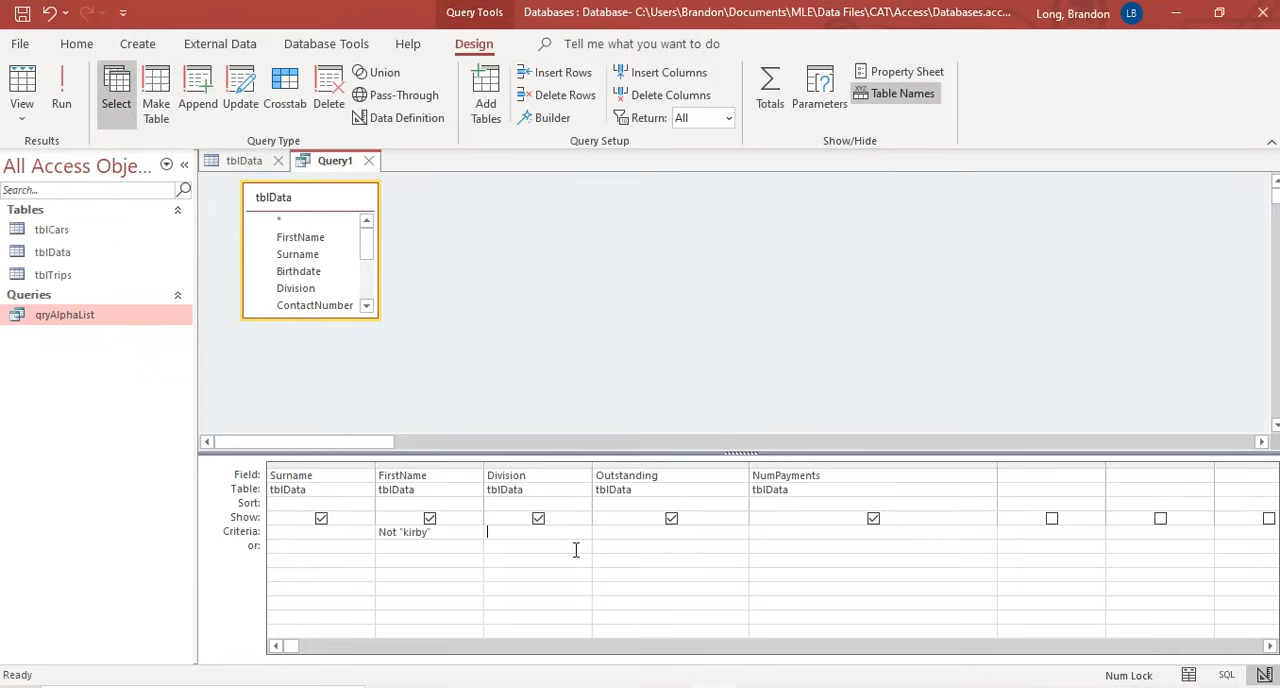 Query Tools Databases : Database- C:\Users\Brandon\Documents\MLE\Data Files\CAT\Access\Databases.acc... Long, Brandon LB
File Home Create External Data Database Tools Help Design Tell me what you want to do
View Run Select Make Table Append Update Crosstab Delete Union Pass-Through Data Definition Add Tables Insert Rows Delete Rows Builder Insert Columns Delete Columns Return: All Totals Parameters Property Sheet XYZ Table Names
Results Query Type Query Setup Show/Hide
All Access Obje... tblData Query1
Search...
Tables
tblCars
tblData
tblTrips
Queries
qryAlphaList
tblData
*
FirstName
Surname
Birthdate
Division
ContactNumber
Field: Surname FirstName Division Outstanding NumPayments
Table: tblData tblData tblData tblData tblData
Sort:
Show:
Criteria: Not "kirby"
or:
Ready Num Lock SQL